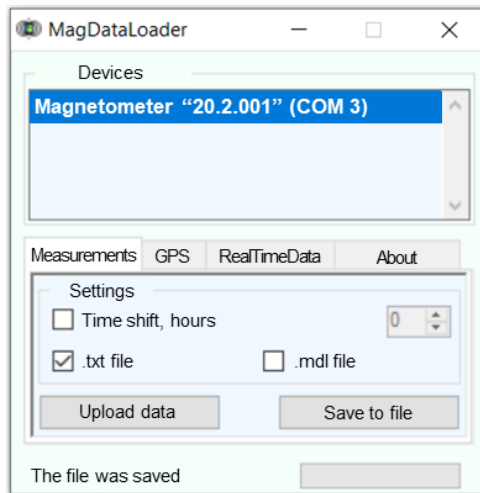 MagDataLoader
Devices
Magnetometer “20.2.001” (COM 3)
Measurements GPS RealTimeData About
Settings
Time shift, hours 0
.txt file .mdl file
Upload data Save to file
The file was saved